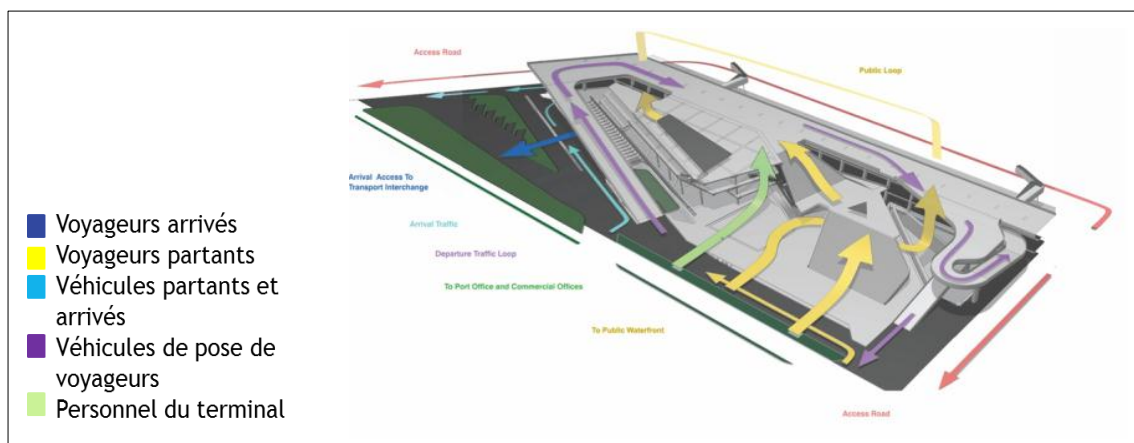 Access Road
Public Loop
Arrival Access To
Transport Interchange
Arrival Traffic
Departure Traffic Loop
To Port Office and Commercial Offices
To Public Waterfront
Access Road
Voyageurs arrivés
Voyageurs partants
Véhicules partants et
arrivés
Véhicules de pose de
voyageurs
Personnel du terminal